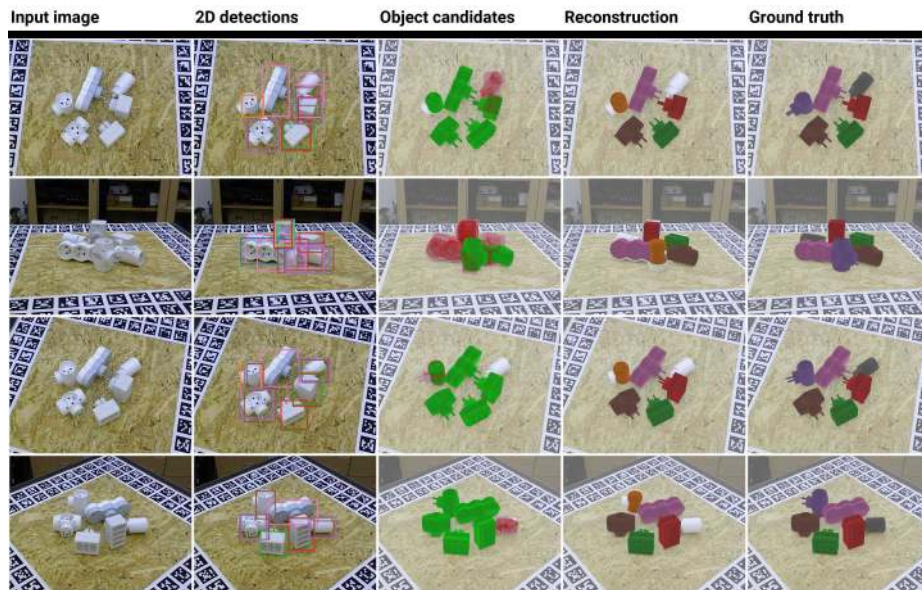 Input image
2D detections
Object candidates
Reconstruction
Ground truth